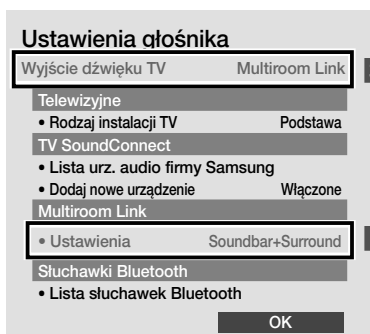 Ustawienia głośnika
Wyjście dźwięku TV Multiroom Link
Telewizyjne
• Rodzaj instalacji TV Podstawa
TV SoundConnect
• Lista urz. audio firmy Samsung
• Dodaj nowe urządzenie Włączone
Multiroom Link
• Ustawienia Soundbar+Surround
Słuchawki Bluetooth
• Lista słuchawek Bluetooth
OK